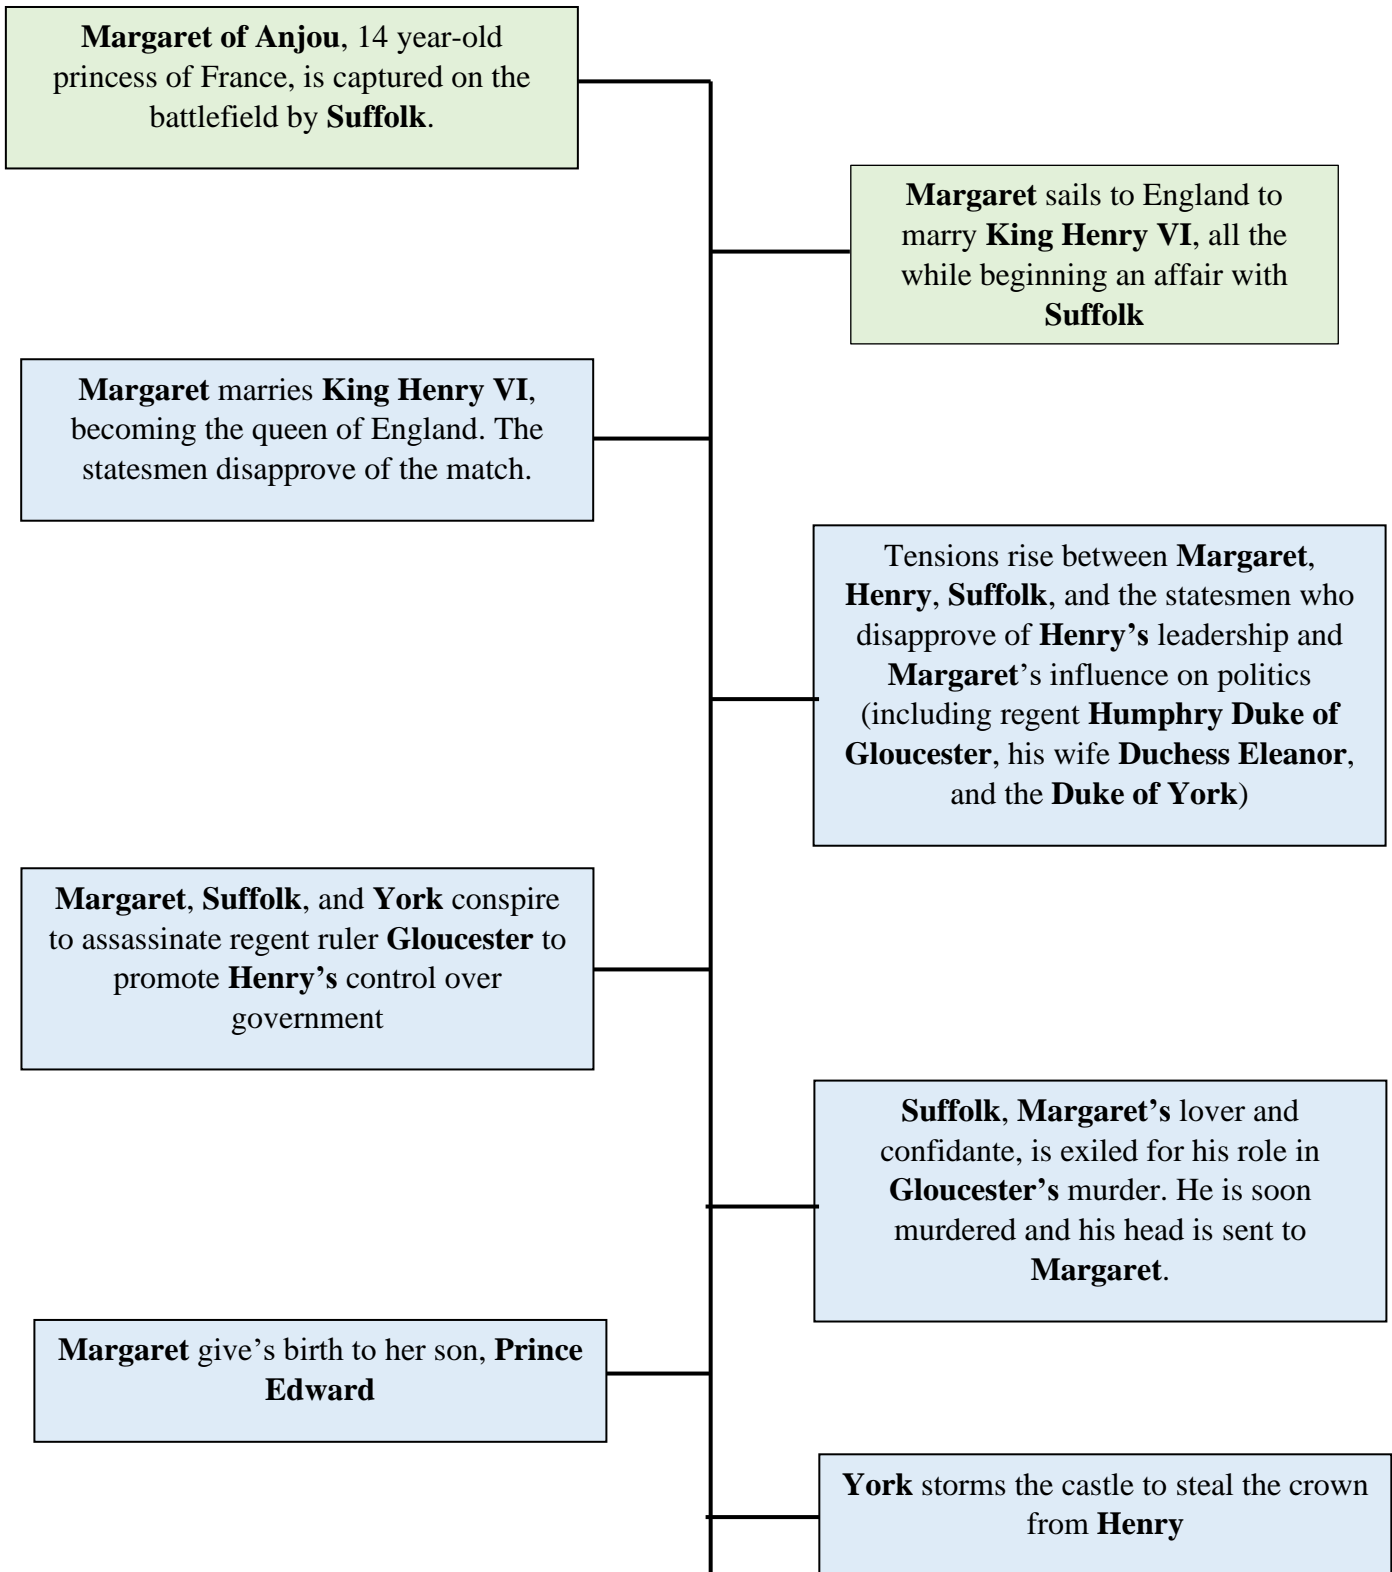 Margaret of Anjou, 14 year-old
princess of France, is captured on the
battlefield by Suffolk.
Margaret sails to England to
marry King Henry VI, all the
while beginning an affair with
Suffolk
Margaret marries King Henry VI,
becoming the queen of England. The
statesmen disapprove of the match.
Tensions rise between Margaret,
Henry, Suffolk, and the statesmen who
disapprove of Henry’s leadership and
Margaret’s influence on politics
(including regent Humphry Duke of
Gloucester, his wife Duchess Eleanor,
and the Duke of York)
Margaret, Suffolk, and York conspire
to assassinate regent ruler Gloucester to
promote Henry’s control over
government
Suffolk, Margaret’s lover and
confidante, is exiled for his role in
Gloucester’s murder. He is soon
murdered and his head is sent to
Margaret.
Margaret give’s birth to her son, Prince
Edward
York storms the castle to steal the crown
from Henry